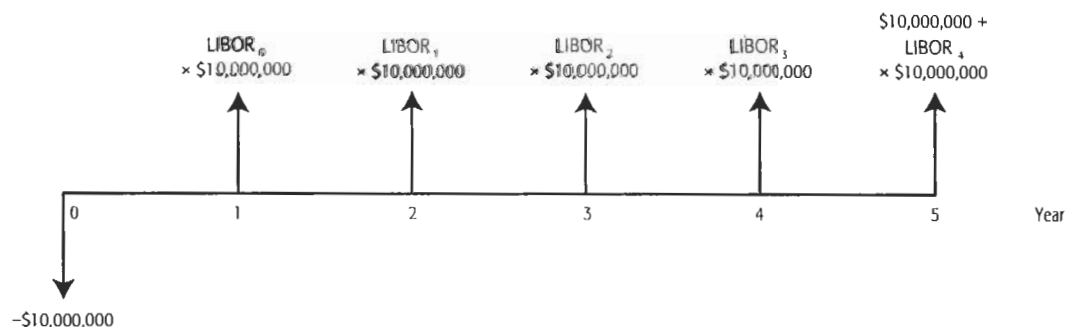 $10,000,000 +
LIBOR₀ LIBOR₁ LIBOR₂ LIBOR₃ LIBOR₄
× $10,000,000 × $10,000,000 × $10,000,000 × $10,000,000 × $10,000,000
0 1 2 3 4 5 Year
–$10,000,000